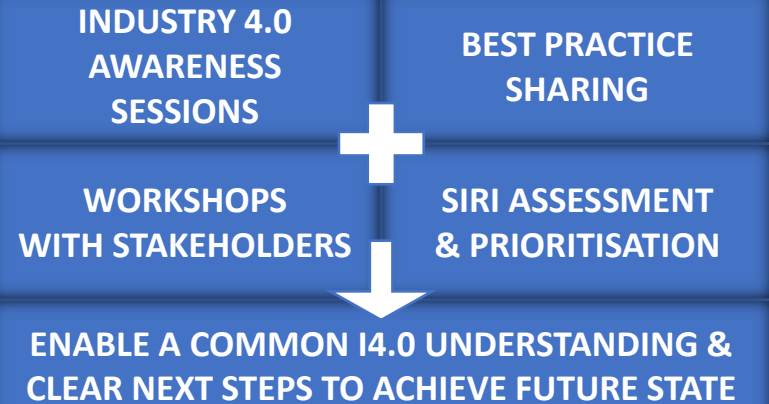 INDUSTRY 4.0
AWARENESS
SESSIONS
BEST PRACTICE
SHARING
WORKSHOPS
WITH STAKEHOLDERS
SIRI ASSESSMENT
& PRIORITISATION
ENABLE A COMMON I4.0 UNDERSTANDING &
CLEAR NEXT STEPS TO ACHIEVE FUTURE STATE